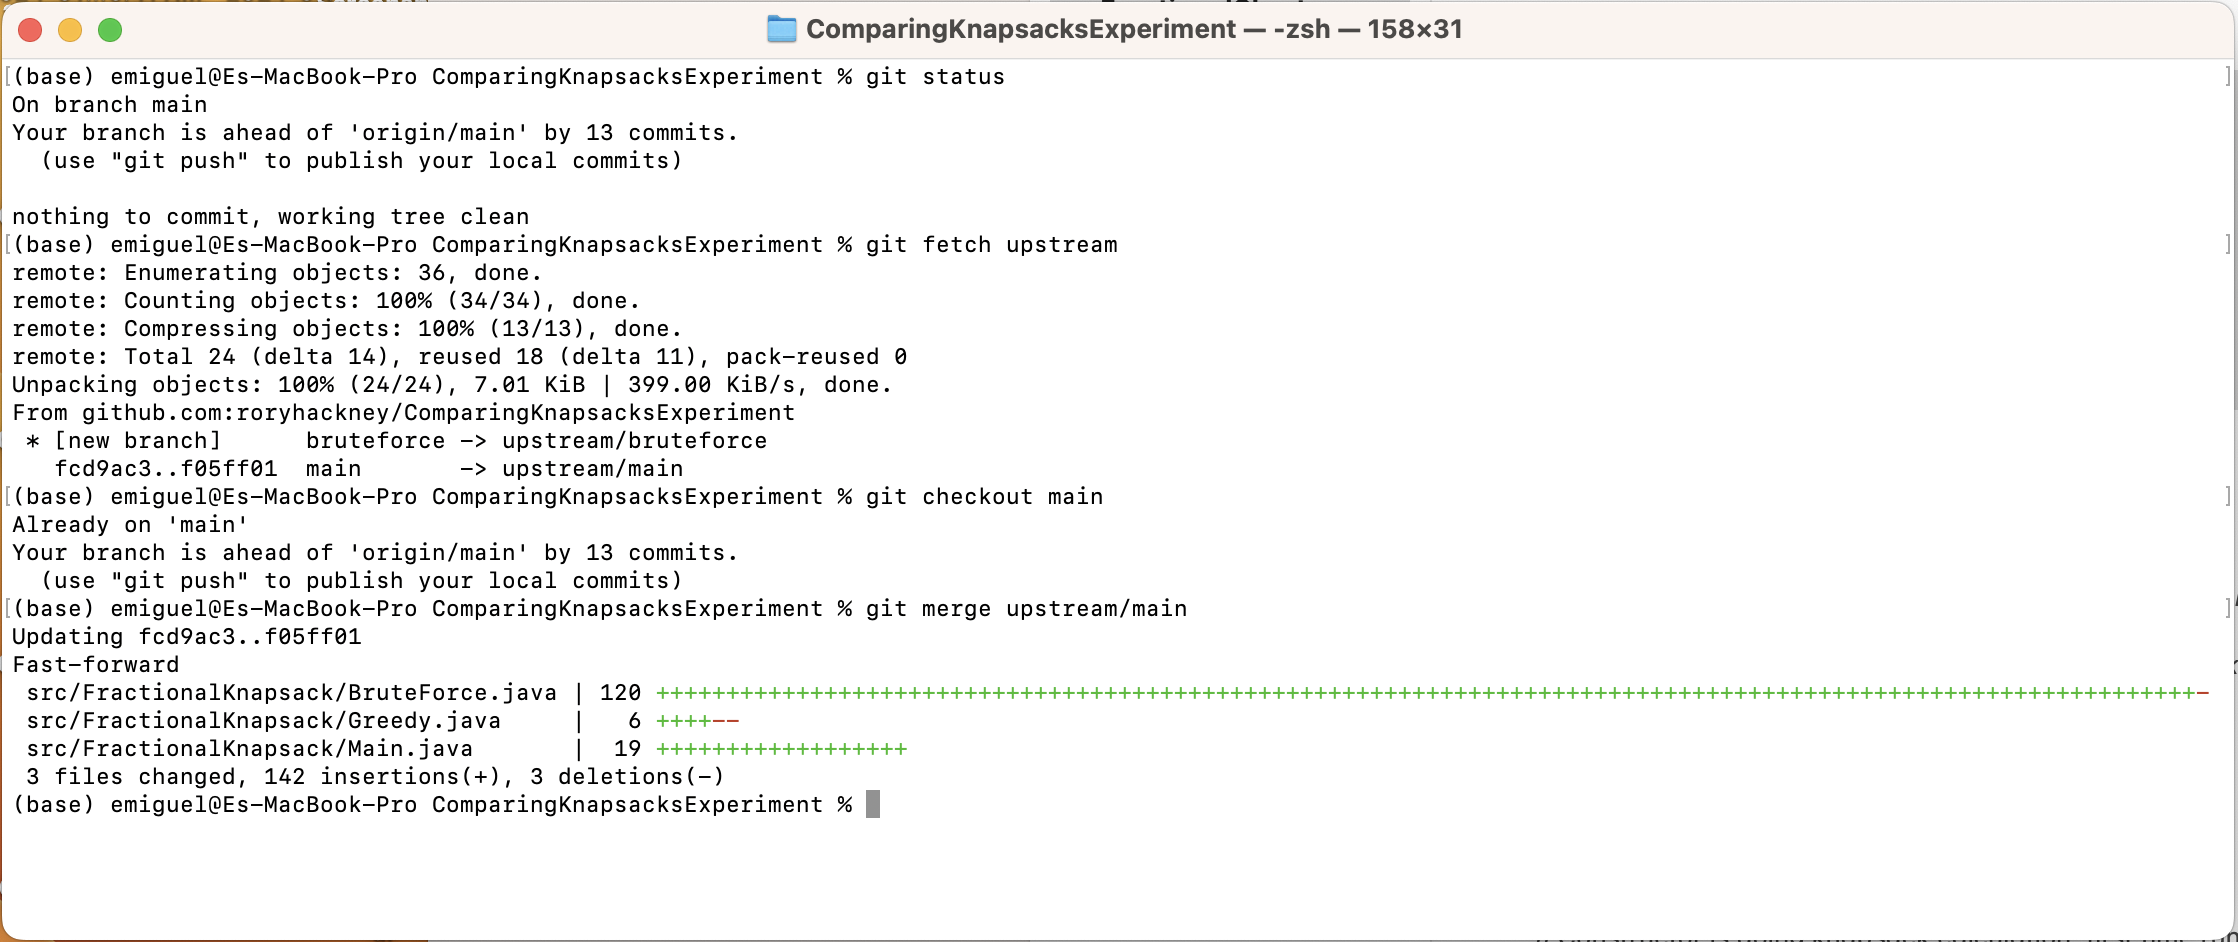 ComparingKnapsacksExperiment — -zsh — 158×31
[(base) emiguel@Es-MacBook-Pro ComparingKnapsacksExperiment % git status ]
On branch main
Your branch is ahead of 'origin/main' by 13 commits.
  (use "git push" to publish your local commits)

nothing to commit, working tree clean
[(base) emiguel@Es-MacBook-Pro ComparingKnapsacksExperiment % git fetch upstream ]
remote: Enumerating objects: 36, done.
remote: Counting objects: 100% (34/34), done.
remote: Compressing objects: 100% (13/13), done.
remote: Total 24 (delta 14), reused 18 (delta 11), pack-reused 0
Unpacking objects: 100% (24/24), 7.01 KiB | 399.00 KiB/s, done.
From github.com:roryhackney/ComparingKnapsacksExperiment
 * [new branch]      bruteforce -> upstream/bruteforce
   fcd9ac3..f05ff01  main       -> upstream/main
[(base) emiguel@Es-MacBook-Pro ComparingKnapsacksExperiment % git checkout main ]
Already on 'main'
Your branch is ahead of 'origin/main' by 13 commits.
  (use "git push" to publish your local commits)
[(base) emiguel@Es-MacBook-Pro ComparingKnapsacksExperiment % git merge upstream/main ]
Updating fcd9ac3..f05ff01
Fast-forward
 src/FractionalKnapsack/BruteForce.java | 120 ++++++++++++++++++++++++++++++++++++++++++++++++++++++++++++++++++++++++++++++++++++++++++++++++++++++++++++++-
 src/FractionalKnapsack/Greedy.java     |   6 ++++--
 src/FractionalKnapsack/Main.java       |  19 ++++++++++++++++++
 3 files changed, 142 insertions(+), 3 deletions(-)
(base) emiguel@Es-MacBook-Pro ComparingKnapsacksExperiment %